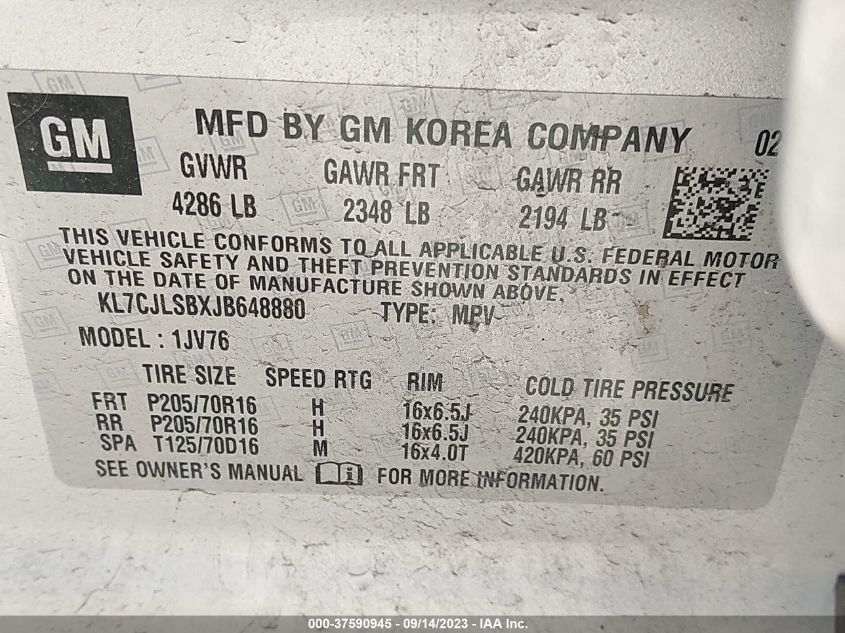 GM
MFD BY GM KOREA COMPANY 02
GVWR GAWR FRT GAWR RR
4286 LB 2348 LB 2194 LB
THIS VEHICLE CONFORMS TO ALL APPLICABLE U.S. FEDERAL MOTOR
VEHICLE SAFETY AND THEFT PREVENTION STANDARDS IN EFFECT
ON THE DATE OF MANUFACTURE SHOWN ABOVE.
KL7CJLSBXJB648880 TYPE: MPV
MODEL : 1JV76
TIRE SIZE SPEED RTG RIM COLD TIRE PRESSURE
FRT P205/70R16 H 16x6.5J 240KPA, 35 PSI
RR P205/70R16 H 16x6.5J 240KPA, 35 PSI
SPA T125/70D16 M 16x4.0T 420KPA, 60 PSI
SEE OWNER'S MANUAL FOR MORE INFORMATION.
000-37590945 - 09/14/2023 - IAA Inc.